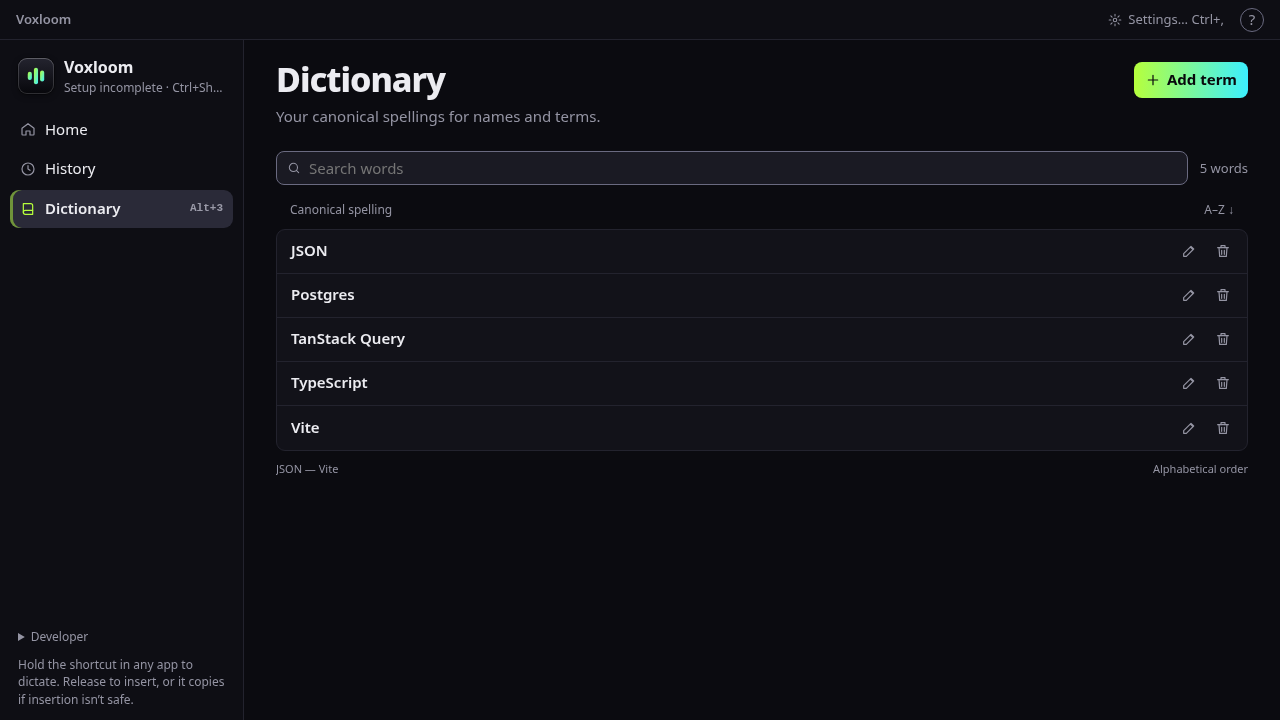 Voxloom
Settings... Ctrl+,
?
Voxloom
Setup incomplete · Ctrl+Sh...
Home
History
Dictionary
Alt+3
Developer
Hold the shortcut in any app to
dictate. Release to insert, or it copies
if insertion isn't safe.
Dictionary
Your canonical spellings for names and terms.
+ Add term
Search words
5 words
Canonical spelling
A–Z ↓
JSON
Postgres
TanStack Query
TypeScript
Vite
JSON — Vite
Alphabetical order